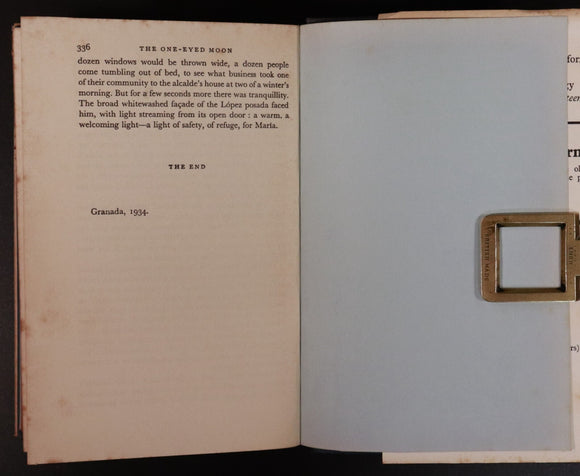 336
THE ONE-EYED MOON
dozen windows would be thrown wide, a dozen people
come tumbling out of bed, to see what business took one
of their community to the alcalde's house at two of a winter's
morning. But for a few seconds more there was tranquillity.
The broad whitewashed façade of the López posada faced
him, with light streaming from its open door : a warm, a
welcoming light—a light of safety, of refuge, for María.
THE END
Granada, 1934.
BRITISH MADE